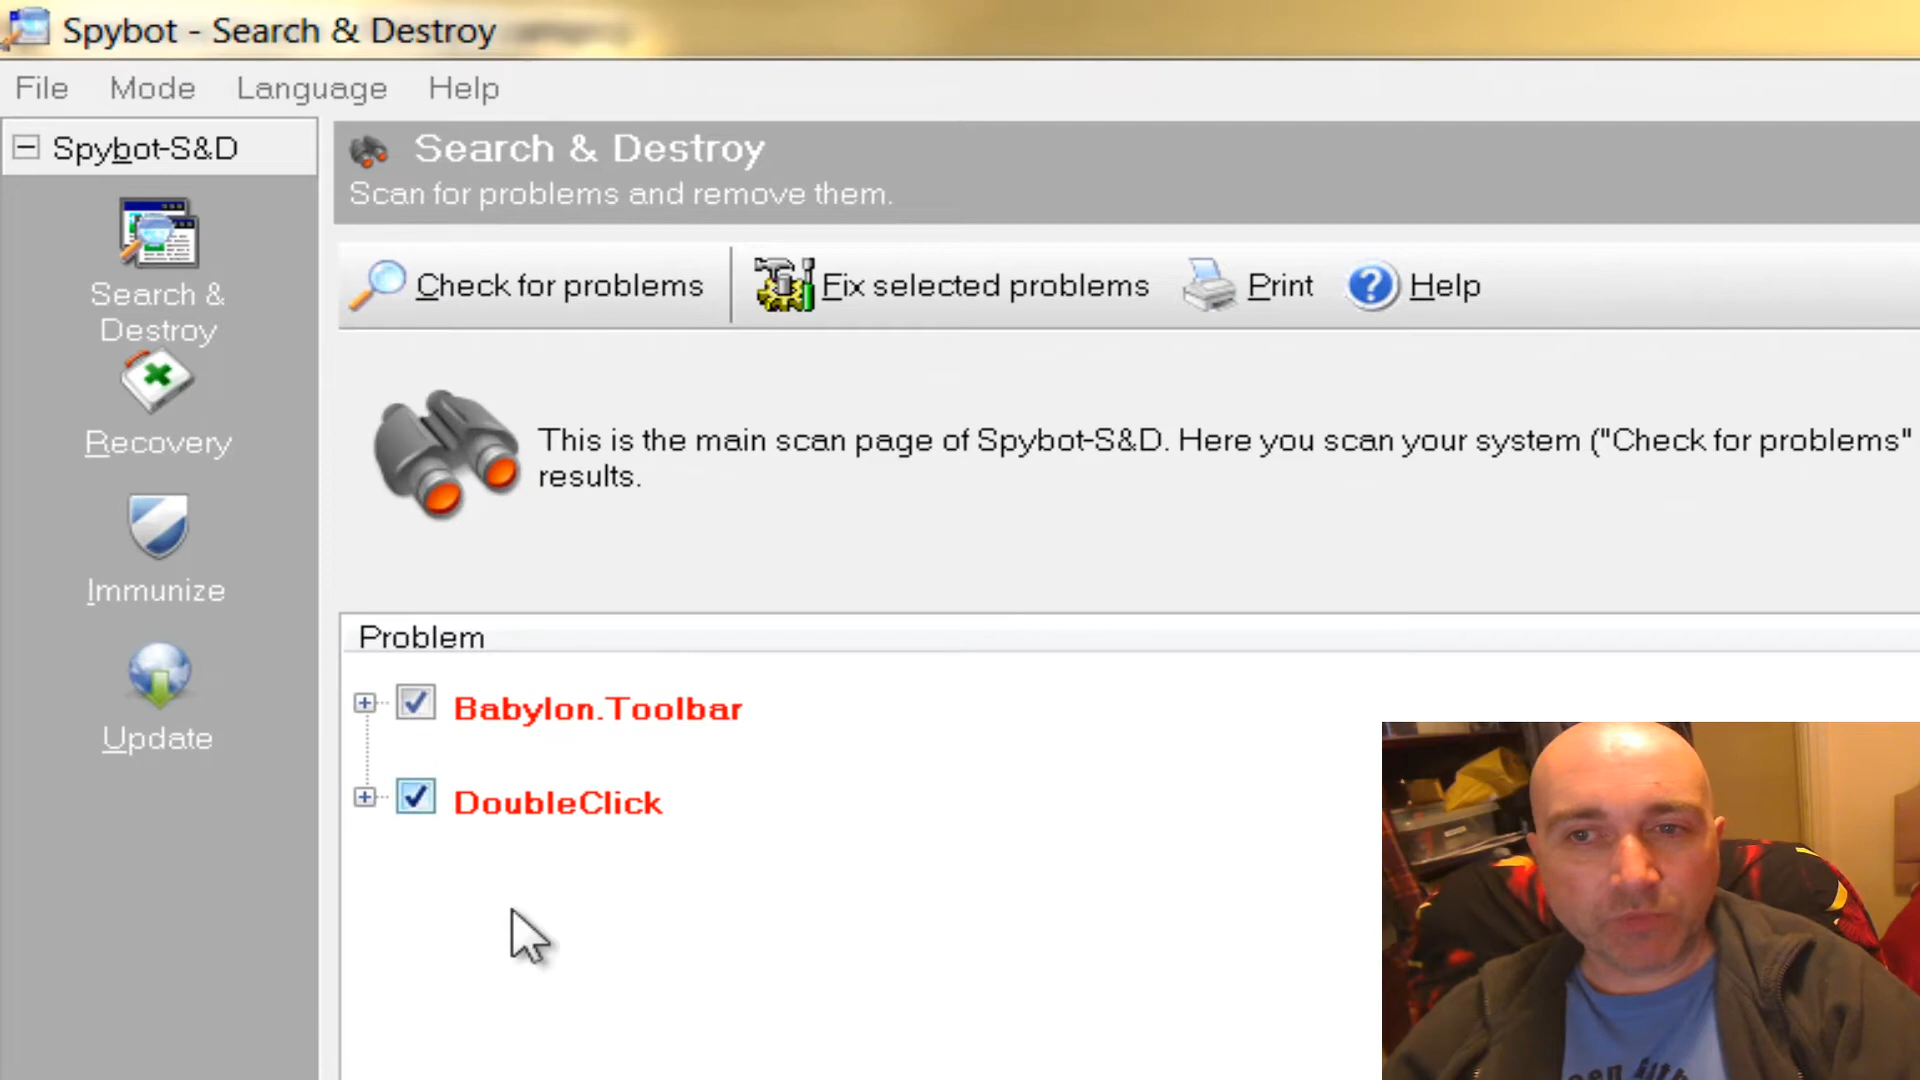 Spybot - Search & Destroy
File Mode Language Help
Spybot-S&D
Search & Destroy
Scan for problems and remove them.
Search &
Destroy
Recovery
Immunize
Update
Check for problems
Fix selected problems
Print
Help
This is the main scan page of Spybot-S&D. Here you scan your system ("Check for problems"
results.
Problem
Babylon.Toolbar
DoubleClick